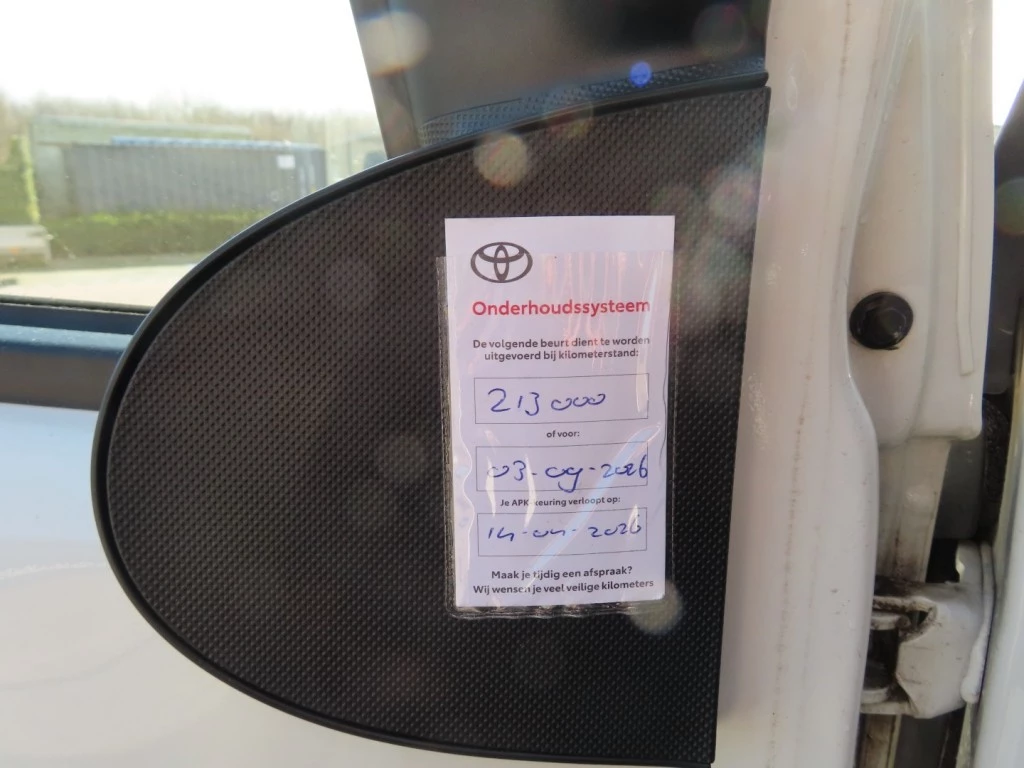 Onderhoudssysteem
De volgende beurt dient te worden
uitgevoerd bij kilometerstand:
213000
of voor:
03-09-2026
Je APK-keuring verloopt op:
14-04-2026
Maak je tijdig een afspraak?
Wij wensen je veel veilige kilometers